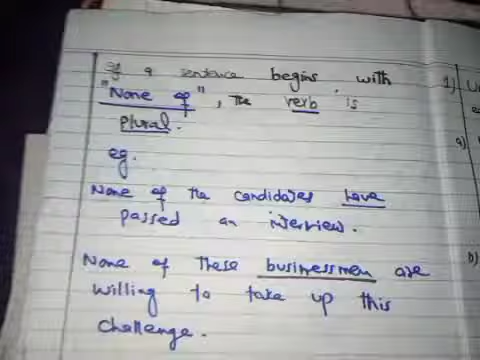 If a sentence begins with
"None of", the verb is
plural.
eg.
None of the candidates have
passed an interview.
None of these businessmen are
willing to take up this
challenge.
1)
a)
b)